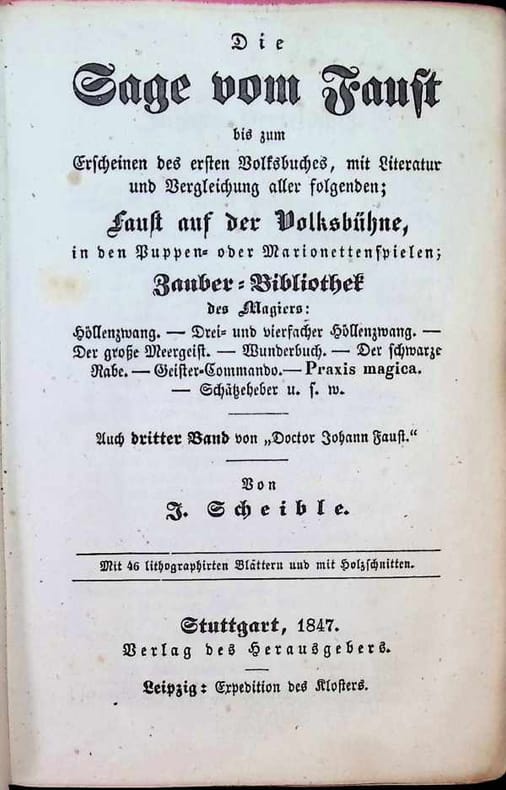 Die
Sage vom Faust
bis zum
Erscheinen des ersten Volksbuches, mit Literatur
und Vergleichung aller folgenden;
Faust auf der Volksbühne,
in den Puppen- oder Marionettenspielen;
Zauber-Bibliothek
des Magiers:
Höllenzwang. — Drei- und vierfacher Höllenzwang. —
Der große Meergeist. — Wunderbuch. — Der schwarze
Rabe. — Geister-Commando. — Praxis magica.
— Schätzeheber u. s. w.
Auch dritter Band von „Doctor Johann Faust.“
Von
J. Scheible.
Mit 46 lithographirten Blättern und mit Holzschnitten.
Stuttgart, 1847.
Verlag des Herausgebers.
Leipzig: Expedition des Klosters.